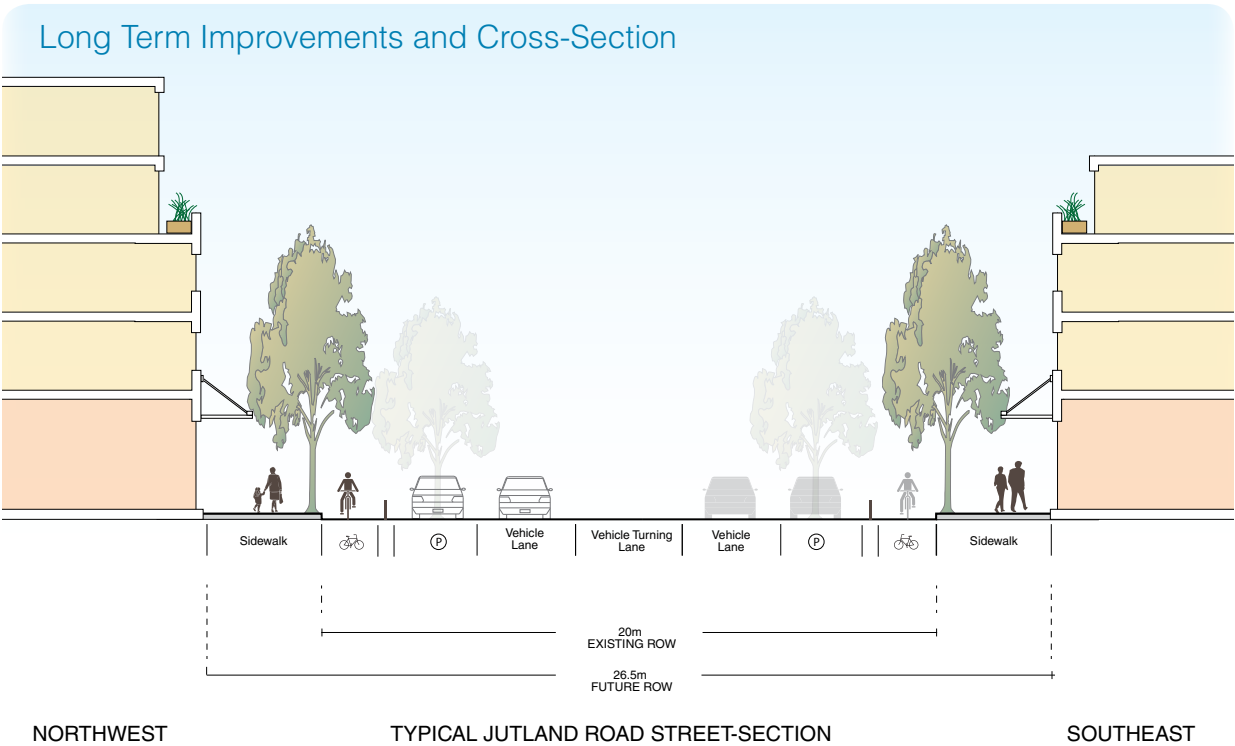 Long Term Improvements and Cross-Section
Sidewalk
P
Vehicle
Lane
Vehicle Turning
Lane
Vehicle
Lane
P
Sidewalk
20m
EXISTING ROW
26.5m
FUTURE ROW
NORTHWEST
TYPICAL JUTLAND ROAD STREET-SECTION
SOUTHEAST